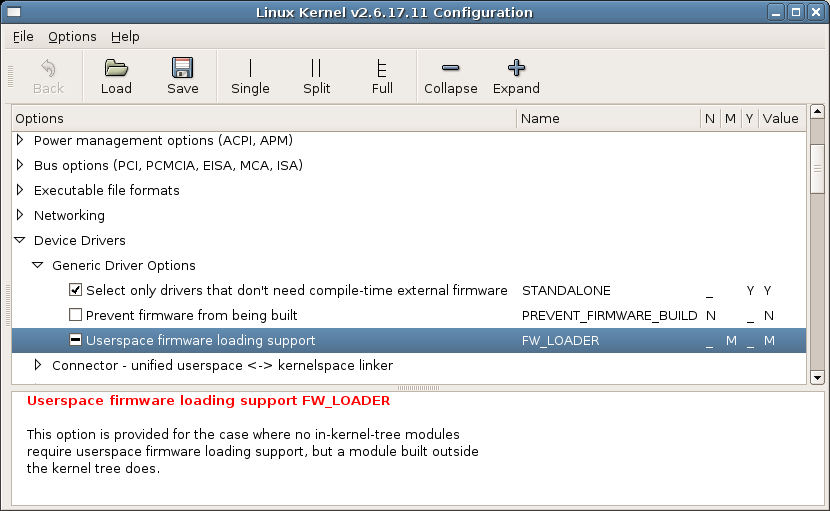 Linux Kernel v2.6.17.11 Configuration
File Options Help
Back Load Save Single Split Full Collapse Expand
Options Name N M Y Value
Power management options (ACPI, APM)
Bus options (PCI, PCMCIA, EISA, MCA, ISA)
Executable file formats
Networking
Device Drivers
Generic Driver Options
Select only drivers that don't need compile-time external firmware STANDALONE _ Y Y
Prevent firmware from being built PREVENT_FIRMWARE_BUILD N _ N
Userspace firmware loading support FW_LOADER _ M _ M
Connector - unified userspace <-> kernelspace linker
Userspace firmware loading support FW_LOADER
This option is provided for the case where no in-kernel-tree modules
require userspace firmware loading support, but a module built outside
the kernel tree does.